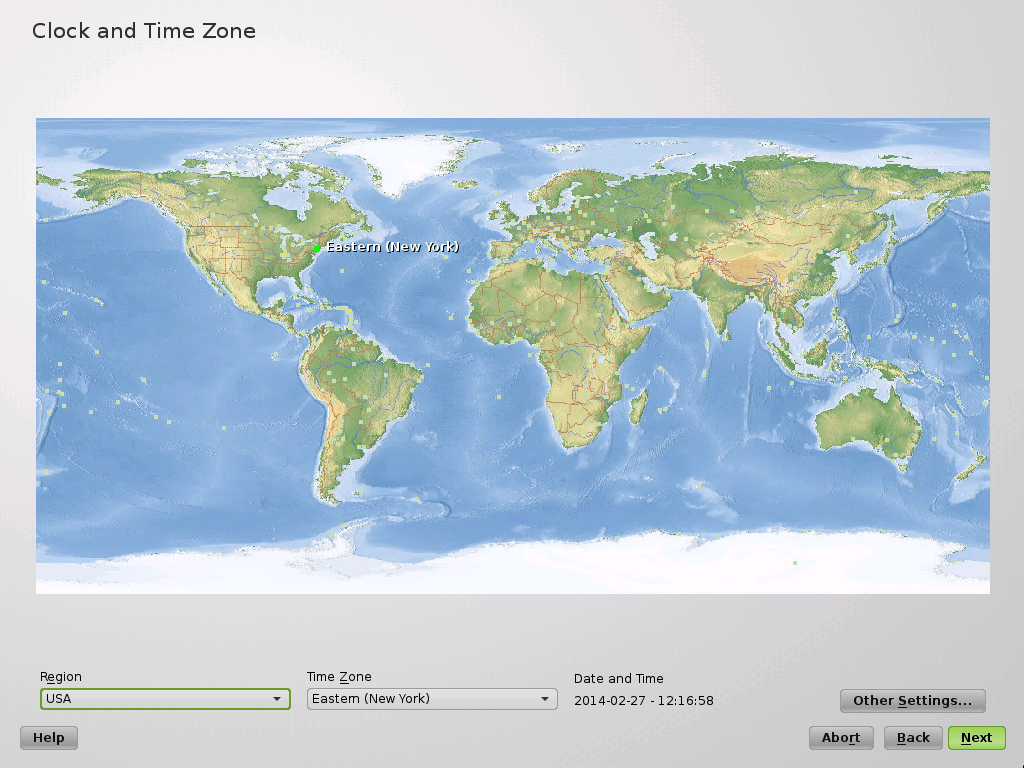 Clock and Time Zone
Eastern (New York)
Region
Time Zone
Date and Time
USA
Eastern (New York)
2014-02-27 - 12:16:58
Other Settings...
Help
Abort
Back
Next